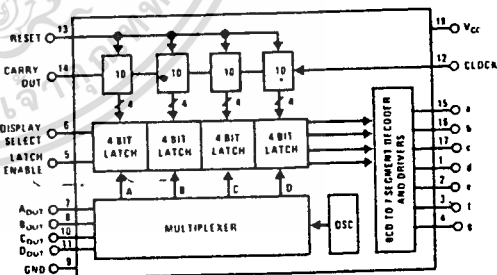 RESET 13
CARRY OUT 14
DISPLAY SELECT 6
LATCH ENABLE 5
AOUT 7
BOUT 8
COUT 10
DOUT 11
GND 9
10 10 10 10
4 4 4 4
4 BIT LATCH 4 BIT LATCH 4 BIT LATCH 4 BIT LATCH
A B C D
MULTIPLEXER
OSC
BCD TO 7 SEGMENT DECODER AND DRIVERS
18 VCC
12 CLOCK
15 a
16 b
17 c
1 d
2 e
3 f
4 g